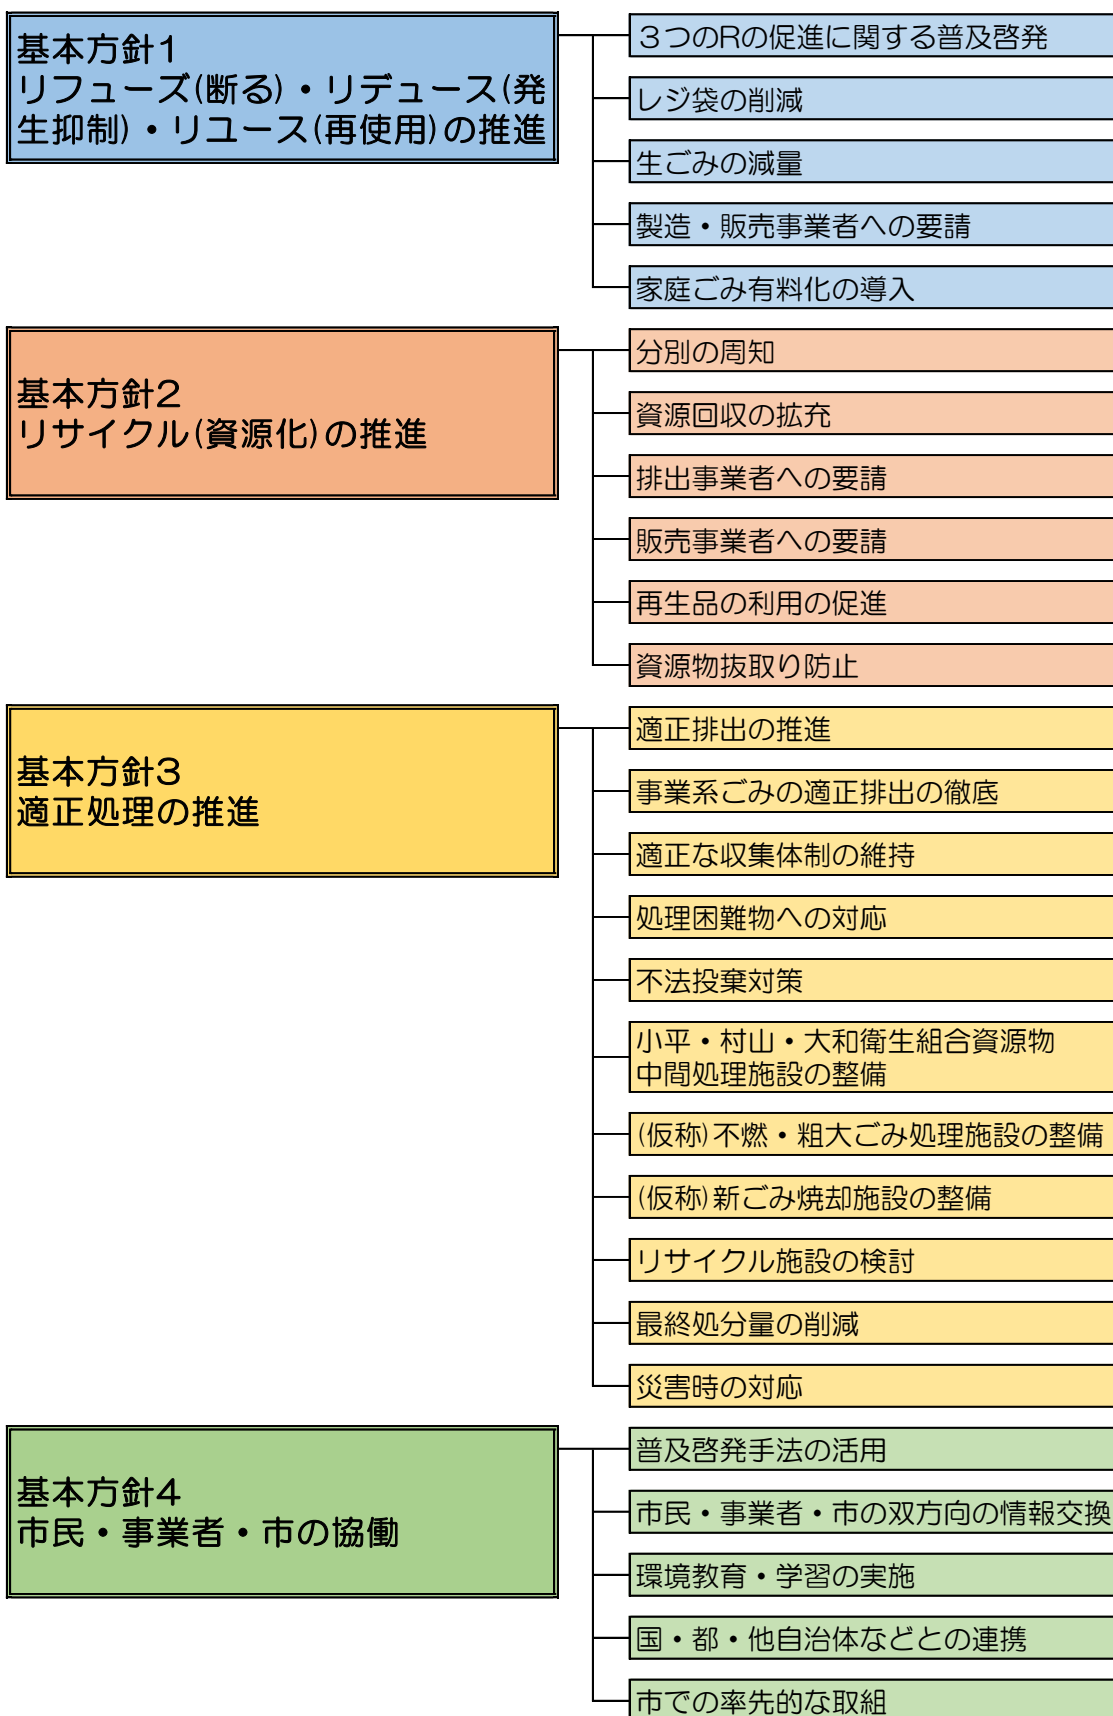 基本方針1
リフューズ(断る)・リデュース(発
生抑制)・リユース(再使用)の推進
３つのRの促進に関する普及啓発
レジ袋の削減
生ごみの減量
製造・販売事業者への要請
家庭ごみ有料化の導入
基本方針2
リサイクル(資源化)の推進
分別の周知
資源回収の拡充
排出事業者への要請
販売事業者への要請
再生品の利用の促進
資源物抜取り防止
基本方針3
適正処理の推進
適正排出の推進
事業系ごみの適正排出の徹底
適正な収集体制の維持
処理困難物への対応
不法投棄対策
小平・村山・大和衛生組合資源物
中間処理施設の整備
(仮称)不燃・粗大ごみ処理施設の整備
(仮称)新ごみ焼却施設の整備
リサイクル施設の検討
最終処分量の削減
災害時の対応
基本方針4
市民・事業者・市の協働
普及啓発手法の活用
市民・事業者・市の双方向の情報交換
環境教育・学習の実施
国・都・他自治体などとの連携
市での率先的な取組